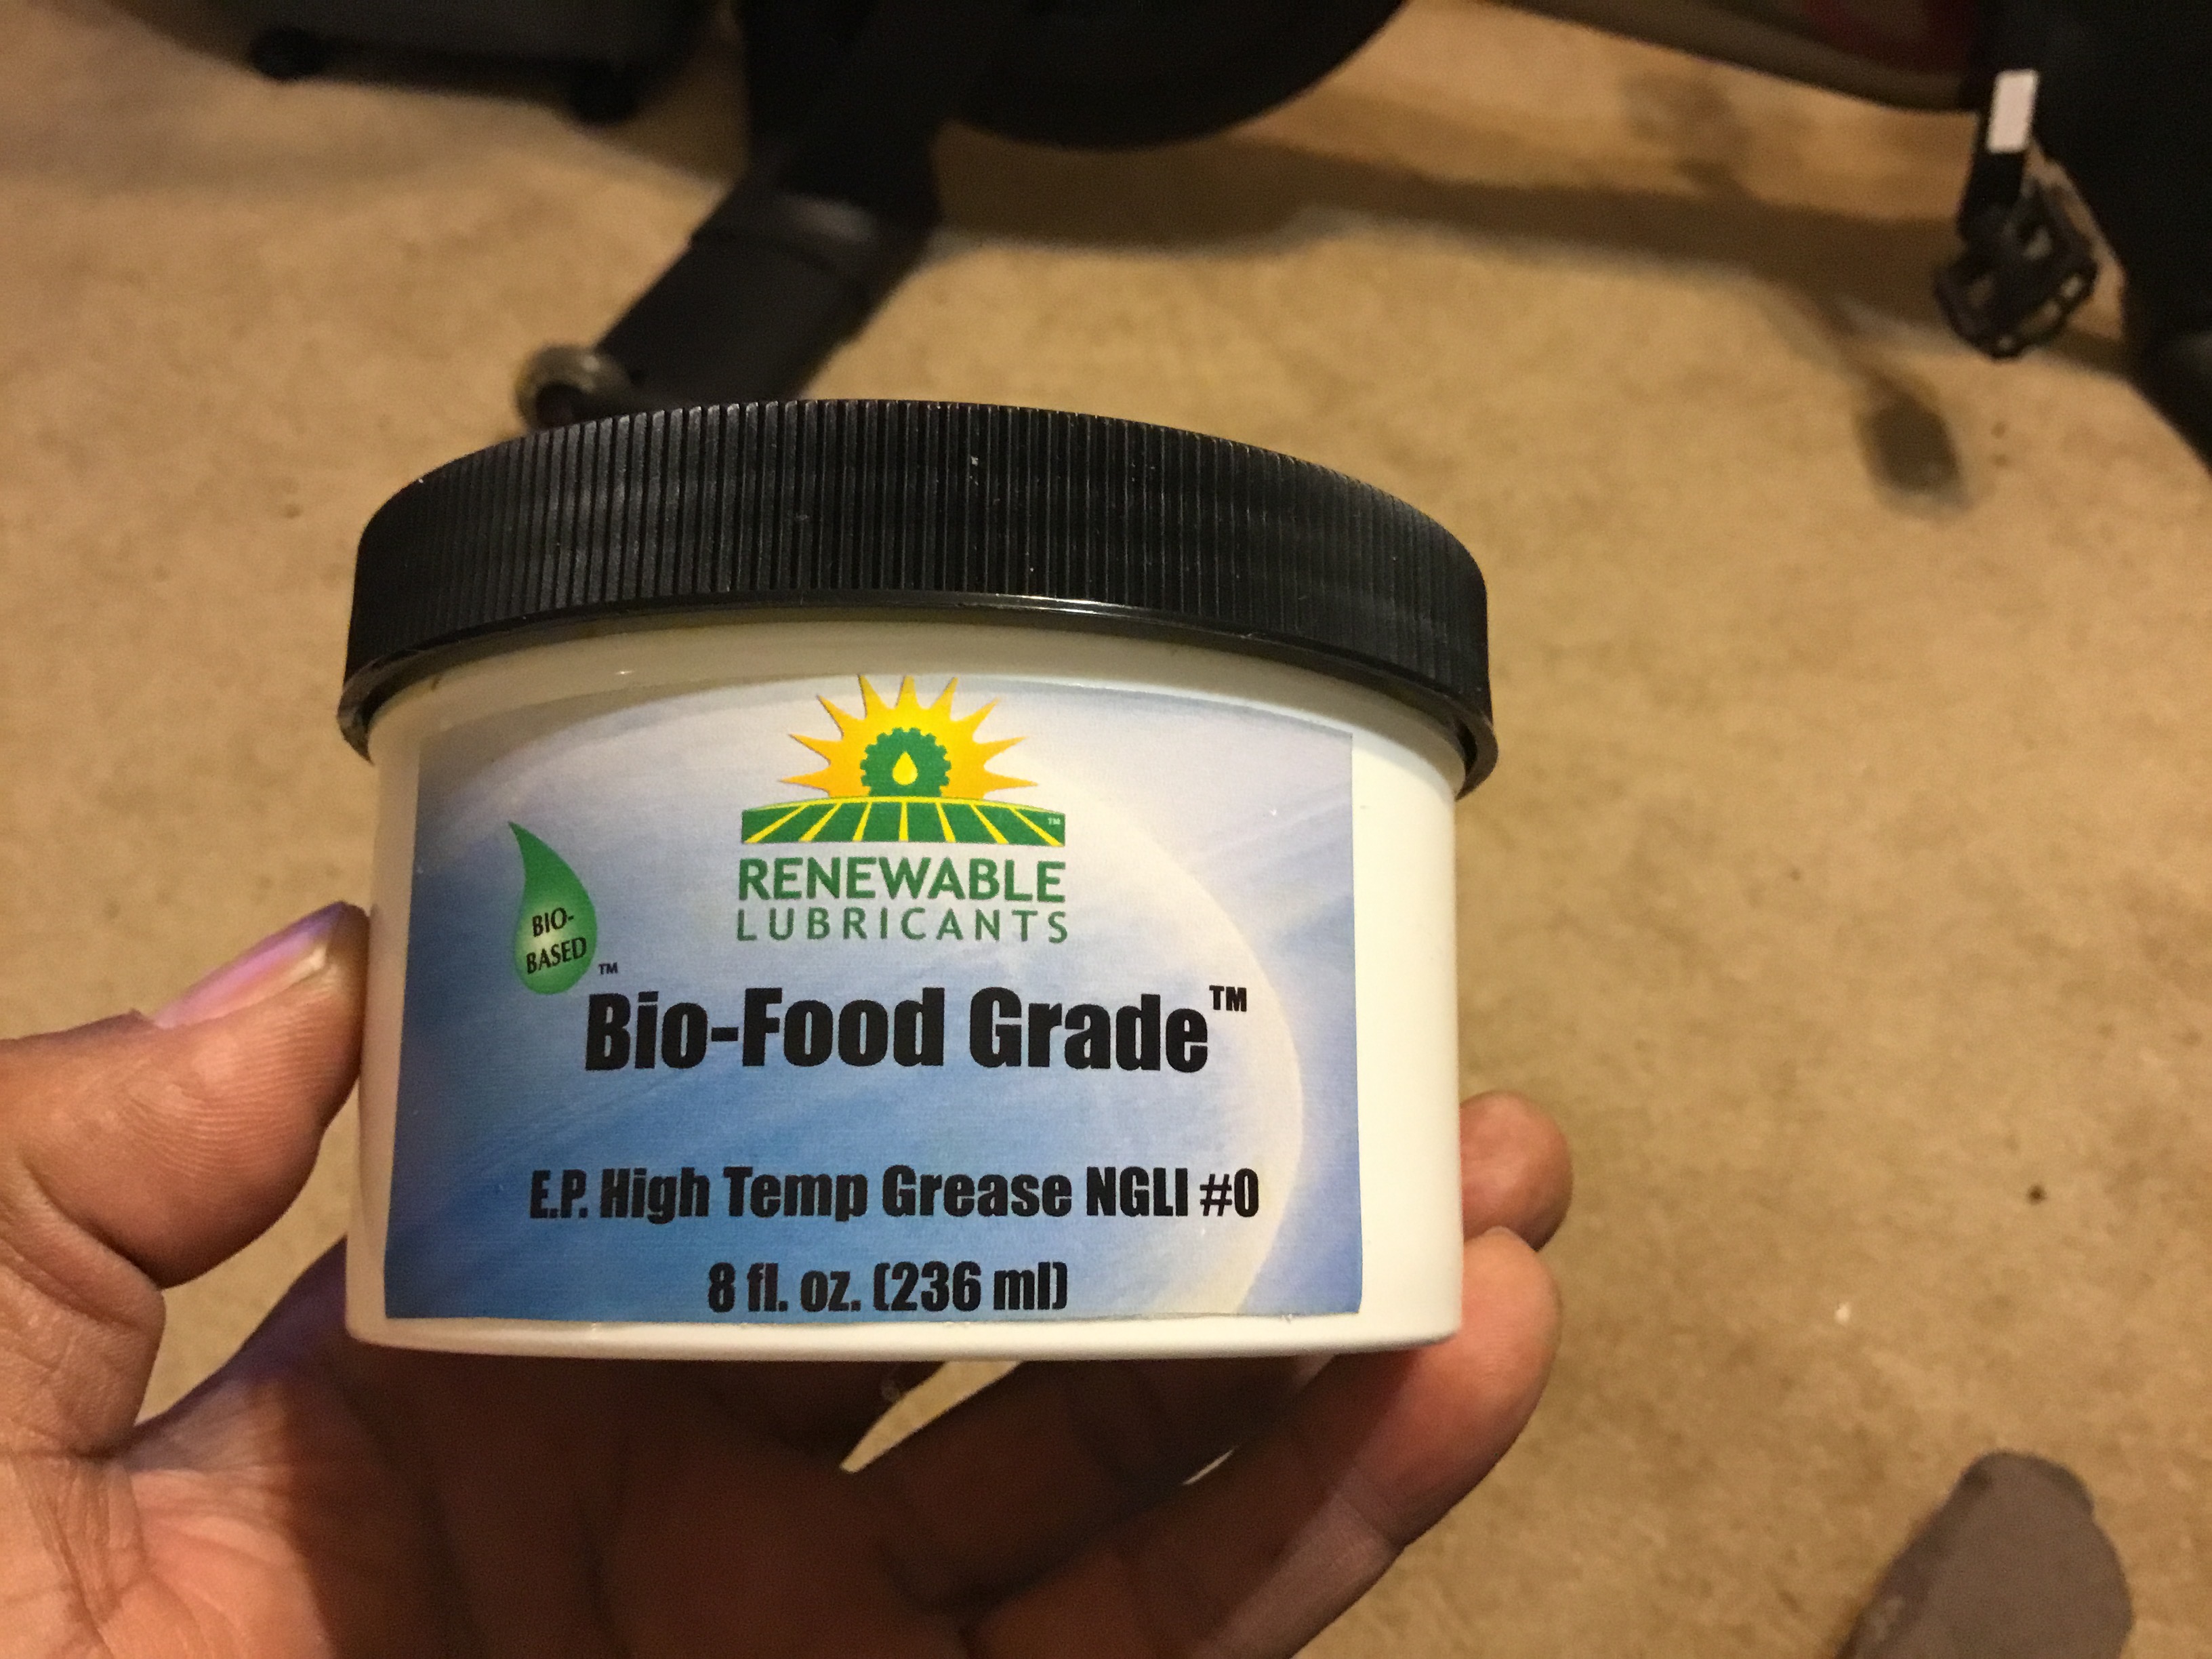 RENEWABLE
LUBRICANTS
BIO-
BASED
™
Bio-Food Grade™
E.P. High Temp Grease NGLI #0
8 fl. oz. (236 ml)